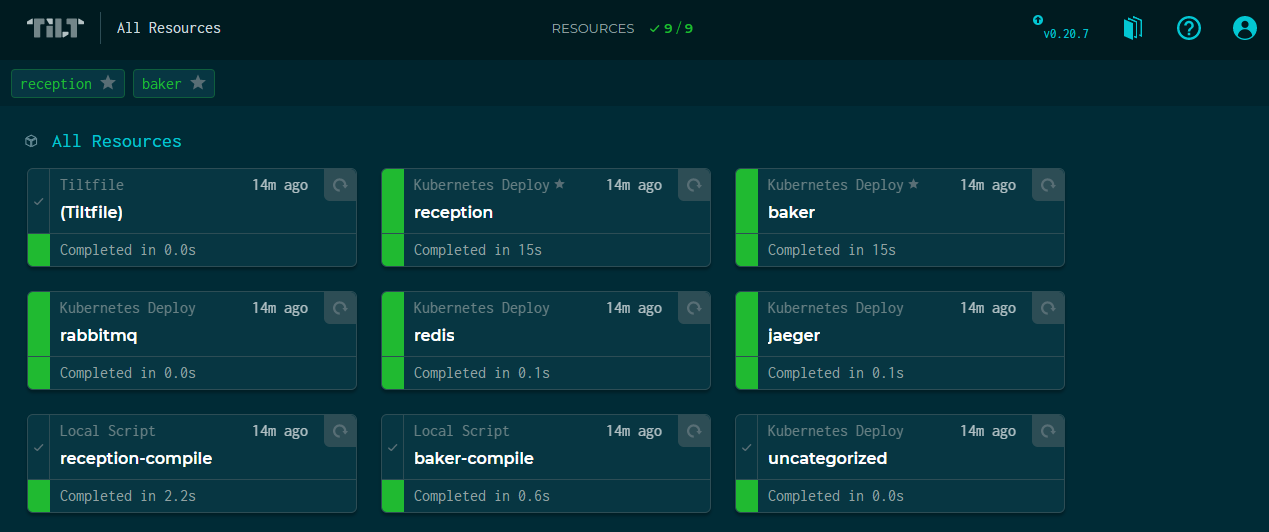 TILT All Resources RESOURCES 9/9 v0.20.7
reception baker
All Resources
Tiltfile 14m ago
(Tiltfile)
Completed in 0.0s
Kubernetes Deploy 14m ago
reception
Completed in 15s
Kubernetes Deploy 14m ago
baker
Completed in 15s
Kubernetes Deploy 14m ago
rabbitmq
Completed in 0.0s
Kubernetes Deploy 14m ago
redis
Completed in 0.1s
Kubernetes Deploy 14m ago
jaeger
Completed in 0.1s
Local Script 14m ago
reception-compile
Completed in 2.2s
Local Script 14m ago
baker-compile
Completed in 0.6s
Kubernetes Deploy 14m ago
uncategorized
Completed in 0.0s